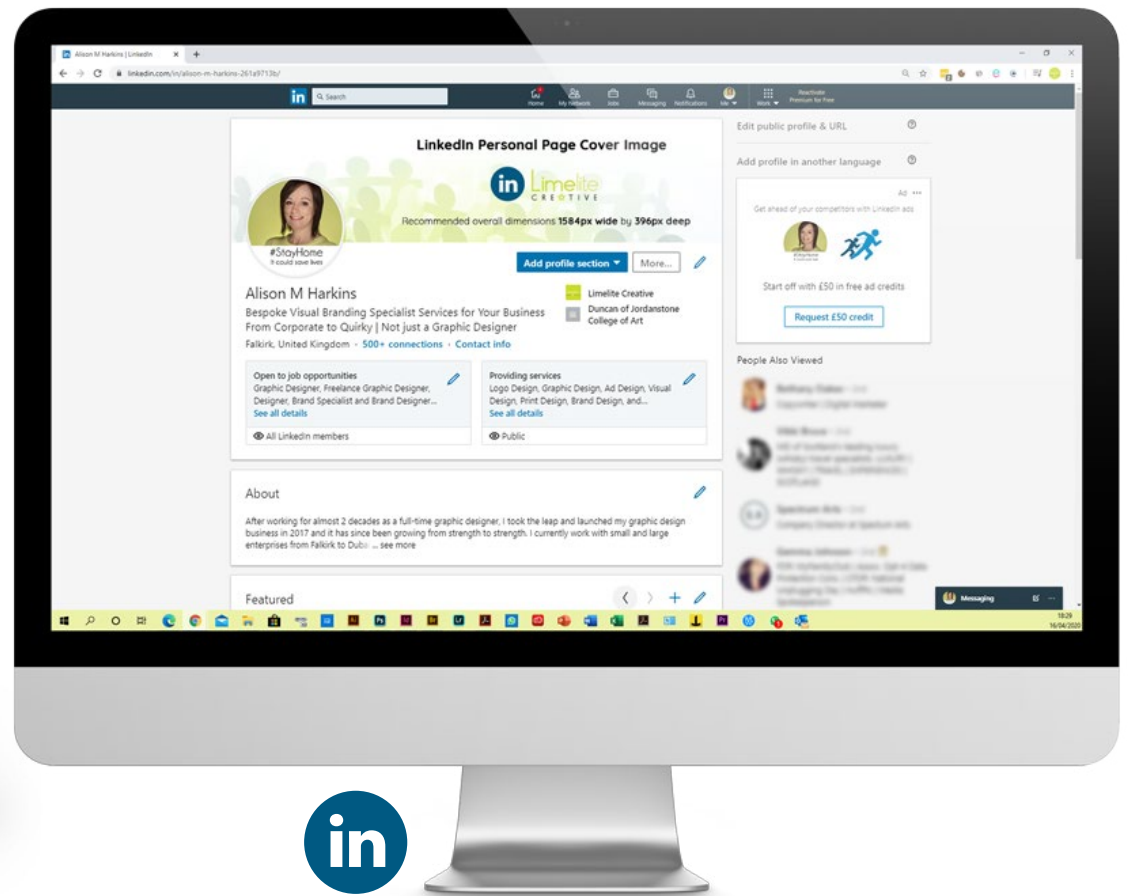 Alison M Harkins | LinkedIn
linkedin.com/in/alison-m-harkins-261a9713b/
in
Search
Home
My Network
Jobs
Messaging
Notifications
Me
Work
Reactivate
Premium for Free
LinkedIn Personal Page Cover Image
in Limelite
CREATIVE
Recommended overall dimensions 1584px wide by 396px deep
#StayHome
It could save lives
Add profile section
More...
Alison M Harkins
Bespoke Visual Branding Specialist Services for Your Business
From Corporate to Quirky | Not just a Graphic
Designer
Falkirk, United Kingdom · 500+ connections · Contact info
Limelite Creative
Duncan of Jordanstone
College of Art
Open to job opportunities
Graphic Designer, Freelance Graphic Designer,
Designer, Brand Specialist and Brand Designer...
See all details
All LinkedIn members
Providing services
Logo Design, Graphic Design, Ad Design, Visual
Design, Print Design, Brand Design, and...
See all details
Public
About
After working for almost 2 decades as a full-time graphic designer, I took the leap and launched my graphic design
business in 2017 and it has since been growing from strength to strength. I currently work with small and large
enterprises from Falkirk to Duba ... see more
Featured
Edit public profile & URL
Add profile in another language
Ad ···
Get ahead of your competitors with LinkedIn ads
#StayHome
Start off with £50 in free ad credits
Request £50 credit
People Also Viewed
Messaging
18:29
16/04/2020
in